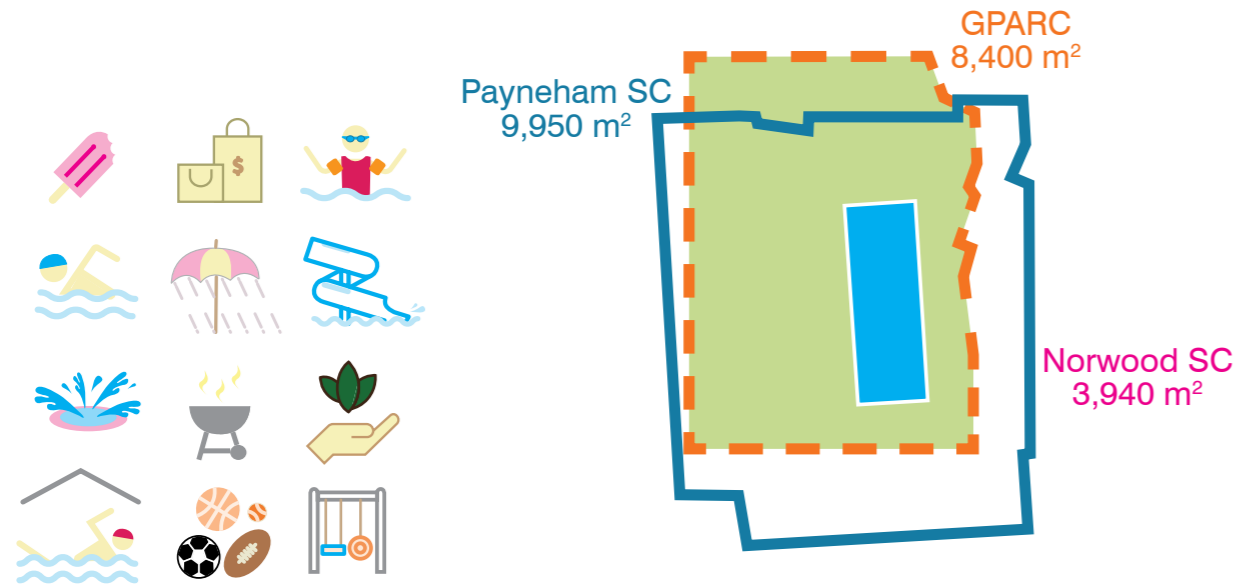 GPARC
8,400 m²
Payneham SC
9,950 m²
$
Norwood SC
3,940 m²